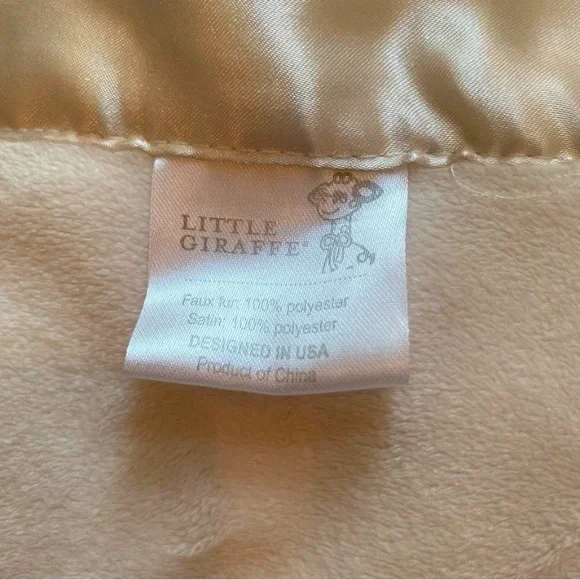 LITTLE
GIRAFFE®
Faux fur: 100% polyester
Satin: 100% polyester
DESIGNED IN USA
Product of China